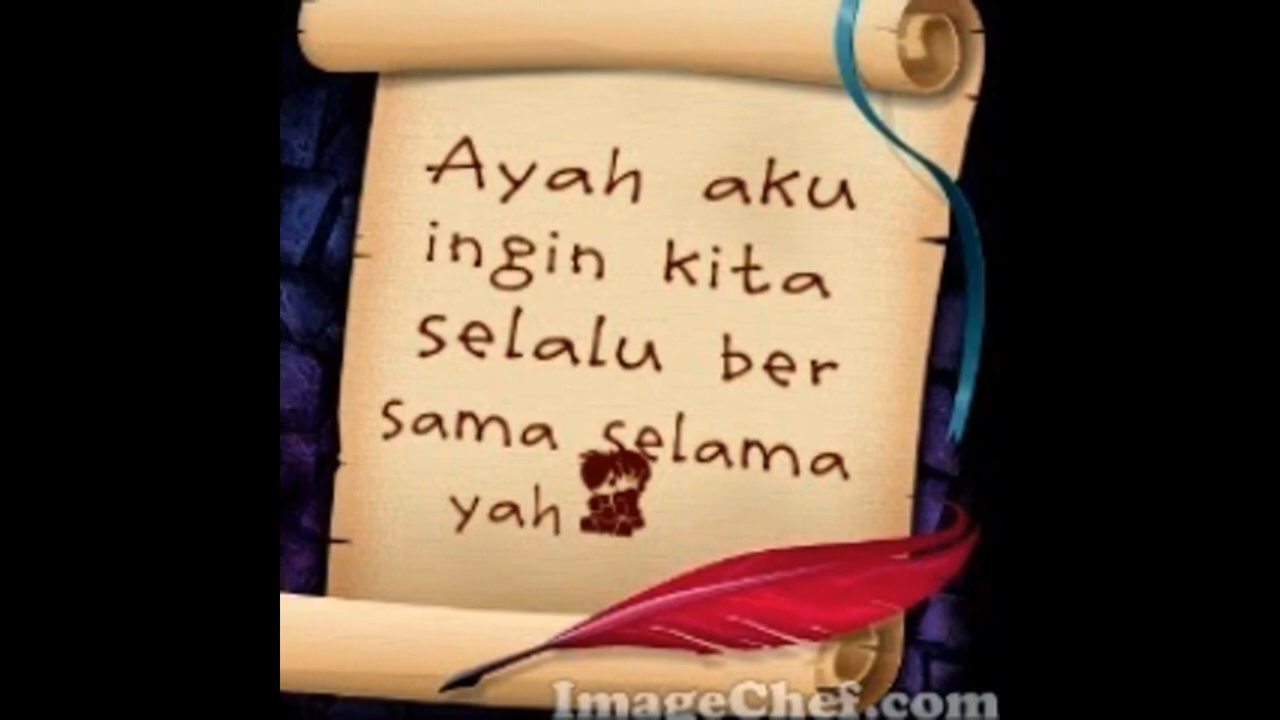 Ayah aku
ingin kita
selalu ber
sama selama
yah
ImageChef.com